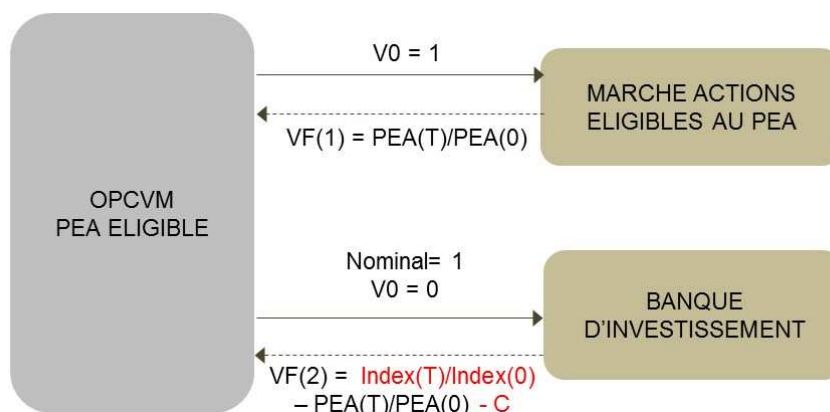 V0 = 1
MARCHE ACTIONS
ELIGIBLES AU PEA
VF(1) = PEA(T)/PEA(0)
OPCVM
PEA ELIGIBLE
Nominal= 1
V0 = 0
BANQUE
D'INVESTISSEMENT
VF(2) = Index(T)/Index(0)
– PEA(T)/PEA(0) - C